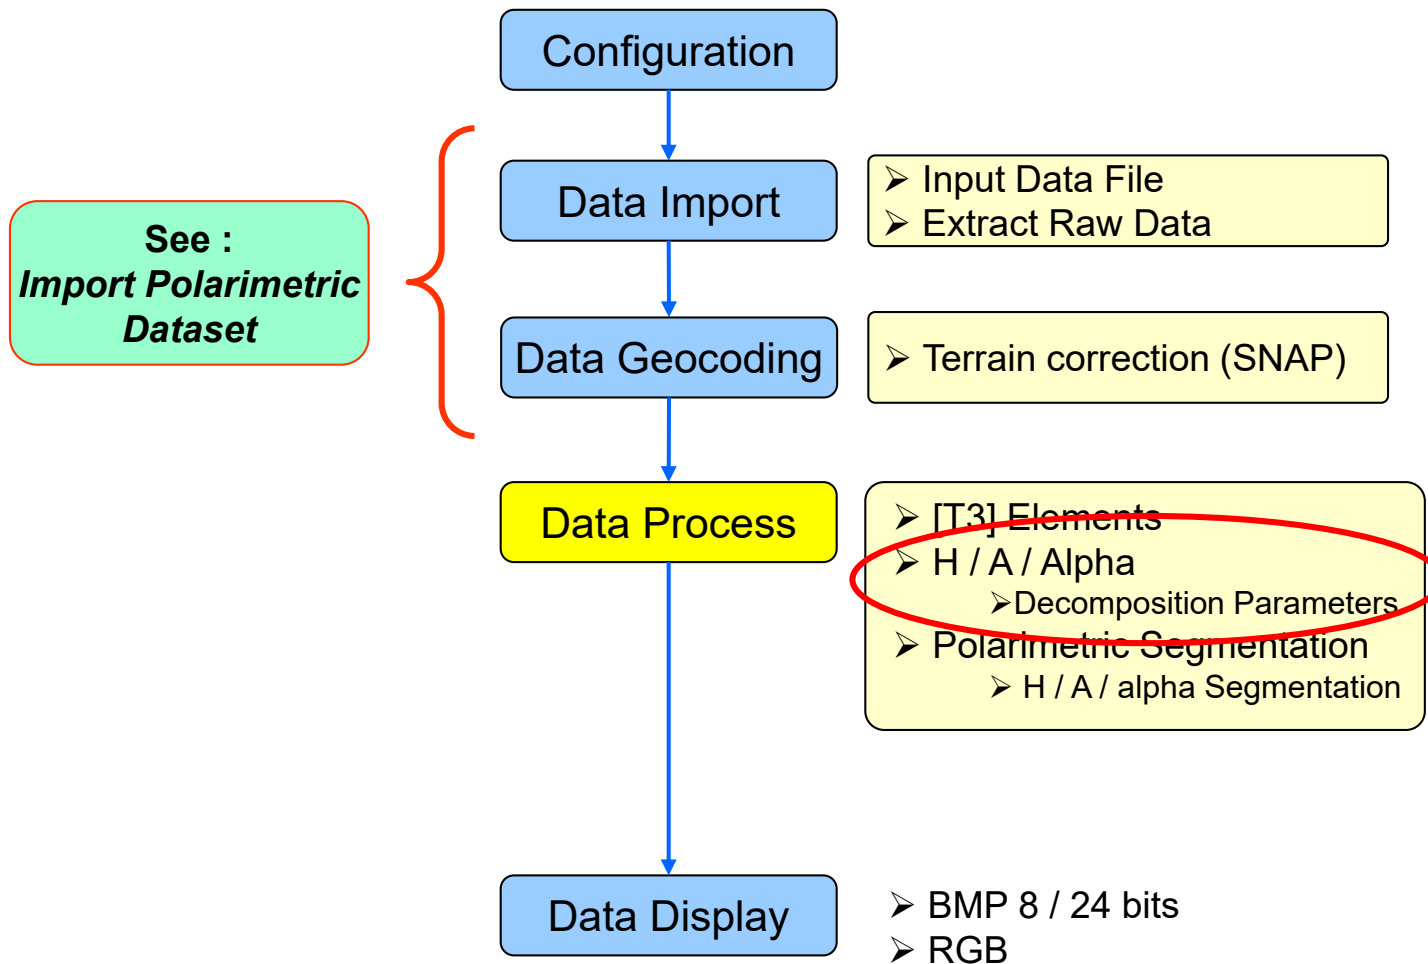 Configuration
See :
Import Polarimetric
Dataset
Data Import
➢ Input Data File
➢ Extract Raw Data
Data Geocoding
➢ Terrain correction (SNAP)
Data Process
➢ [T3] Elements
➢ H / A / Alpha
➢Decomposition Parameters
➢ Polarimetric Segmentation
➢ H / A / alpha Segmentation
Data Display
➢ BMP 8 / 24 bits
➢ RGB